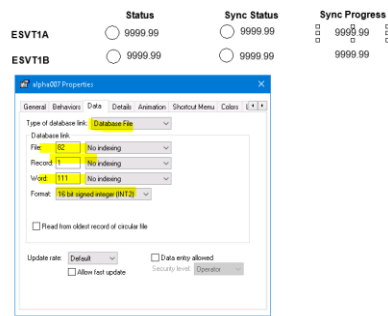 Status Sync Status Sync Progress
ESVT1A 9999.99 9999.99 9999.99
ESVT1B 9999.99 9999.99 9999.99
alpha007 Properties
General Behaviors Data Details Animation Shortcut Menu Colors
Type of database link: Database File
Database link
File: 82 No indexing
Record: 1 No indexing
Word: 111 No indexing
Format: 16 bit signed integer (INT2)
Read from oldest record of circular file
Update rate: Default Data entry allowed
Allow fast update Security level: Operator